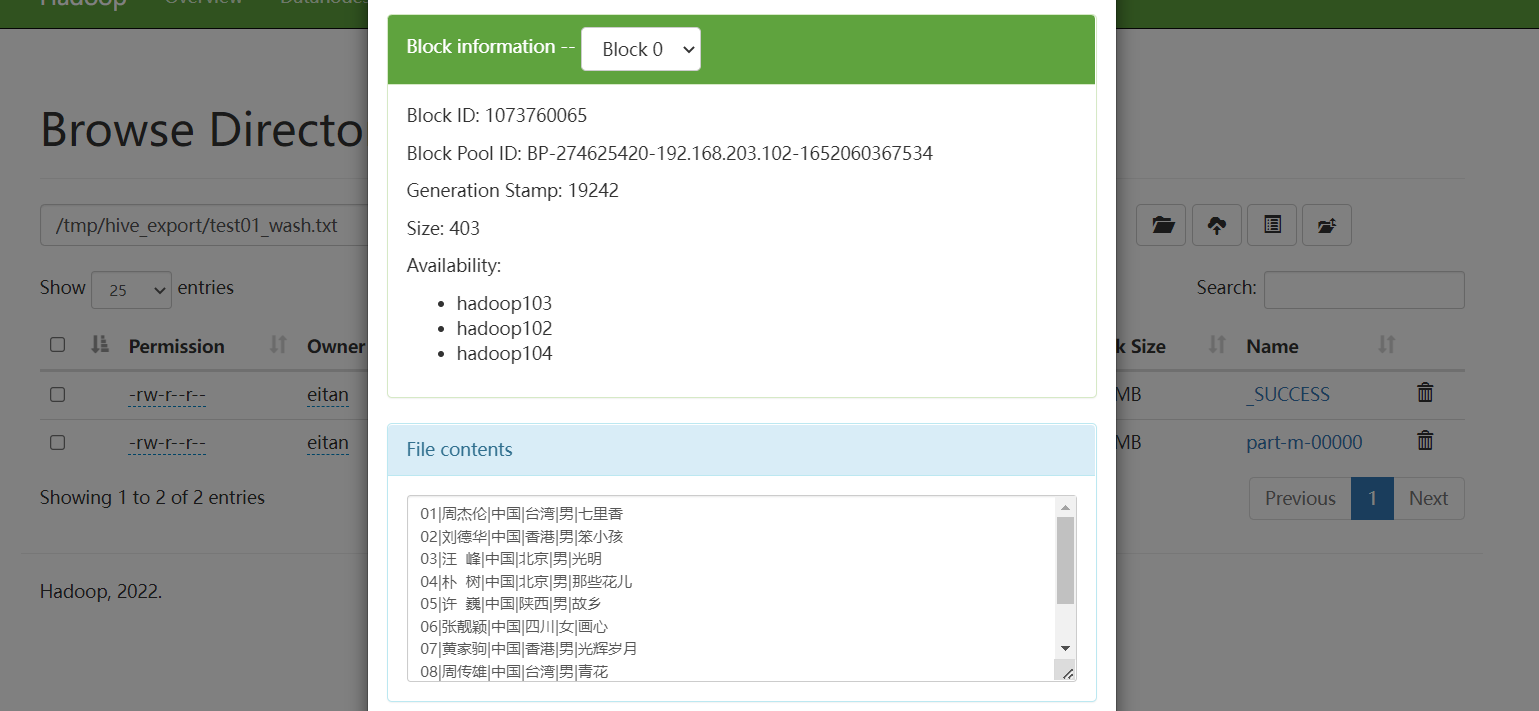 Hadoop Overview Datanodes
Block information -- Block 0
Block ID: 1073760065
Block Pool ID: BP-274625420-192.168.203.102-1652060367534
Generation Stamp: 19242
Size: 403
Availability:
hadoop103
hadoop102
hadoop104
File contents
01|周杰伦|中国|台湾|男|七里香
02|刘德华|中国|香港|男|笨小孩
03|汪  峰|中国|北京|男|光明
04|朴  树|中国|北京|男|那些花儿
05|许  巍|中国|陕西|男|故乡
06|张靓颖|中国|四川|女|画心
07|黄家驹|中国|香港|男|光辉岁月
08|周传雄|中国|台湾|男|青花
Browse Directo
/tmp/hive_export/test01_wash.txt
Show 25 entries
Search:
Permission Owner k Size Name
-rw-r--r-- eitan MB _SUCCESS
-rw-r--r-- eitan MB part-m-00000
Showing 1 to 2 of 2 entries
Previous 1 Next
Hadoop, 2022.